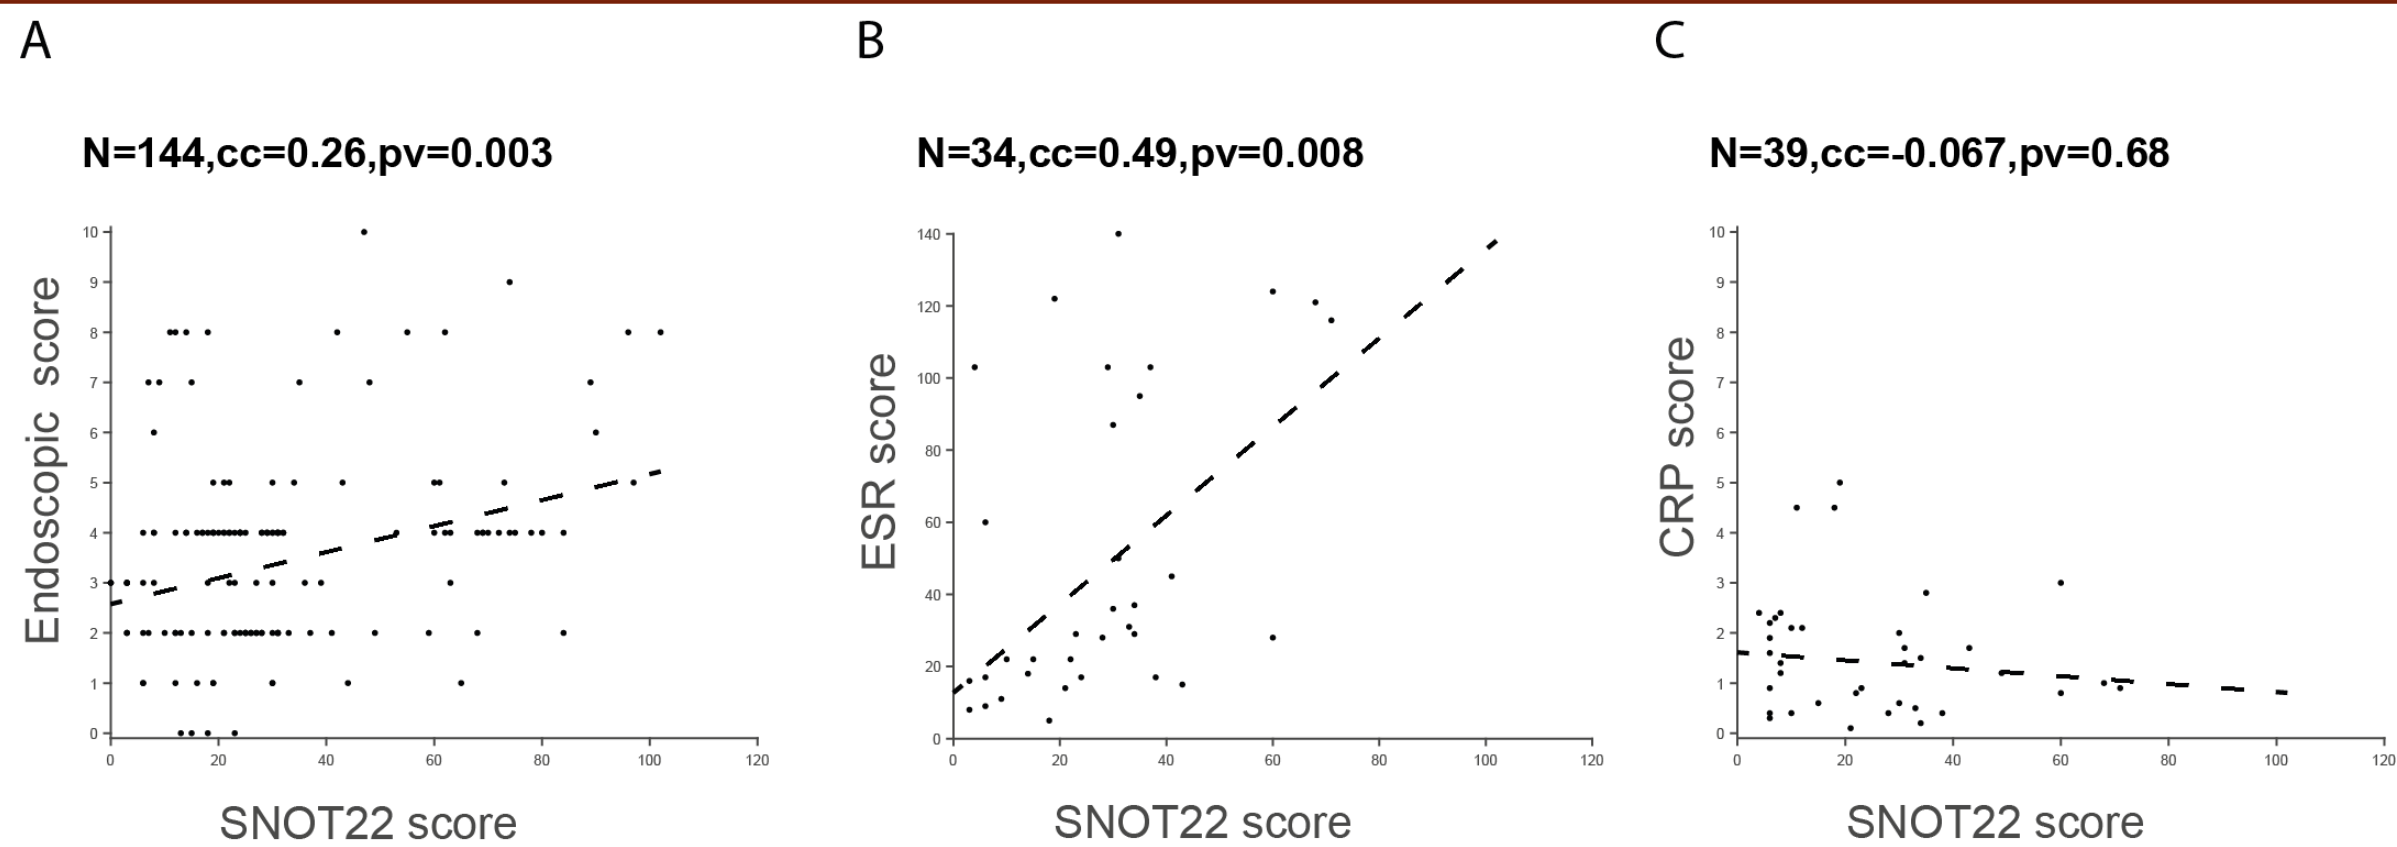 A
N=144,cc=0.26,pv=0.003
Endoscopic score
10
9
8
7
6
5
4
3
2
1
0
0 20 40 60 80 100 120
SNOT22 score
B
N=34,cc=0.49,pv=0.008
ESR score
140
120
100
80
60
40
20
0
0 20 40 60 80 100 120
SNOT22 score
C
N=39,cc=-0.067,pv=0.68
CRP score
10
9
8
7
6
5
4
3
2
1
0
0 20 40 60 80 100 120
SNOT22 score